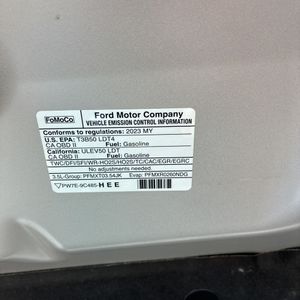 FoMoCo
Ford Motor Company
VEHICLE EMISSION CONTROL INFORMATION
Conforms to regulations: 2023 MY
U.S. EPA: T3B50 LDT4
CA OBD II Fuel: Gasoline
California: ULEV50 LDT
CA OBD II Fuel: Gasoline
TWC/DFI/SFI/WR-HO2S/HO2S/TC/CAC/EGR/EGRC
No adjustments needed.
3.5L-Group: PFMXT03.54JK Evap: PFMXR0260NDG
PW7E-9C485-HEE